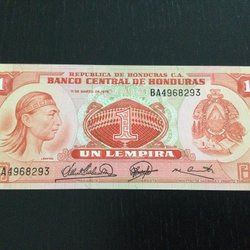 REPUBLICA DE HONDURAS C.A.
1 BANCO CENTRAL DE HONDURAS 1
BA4968293
1
BA4968293
UN LEMPIRA